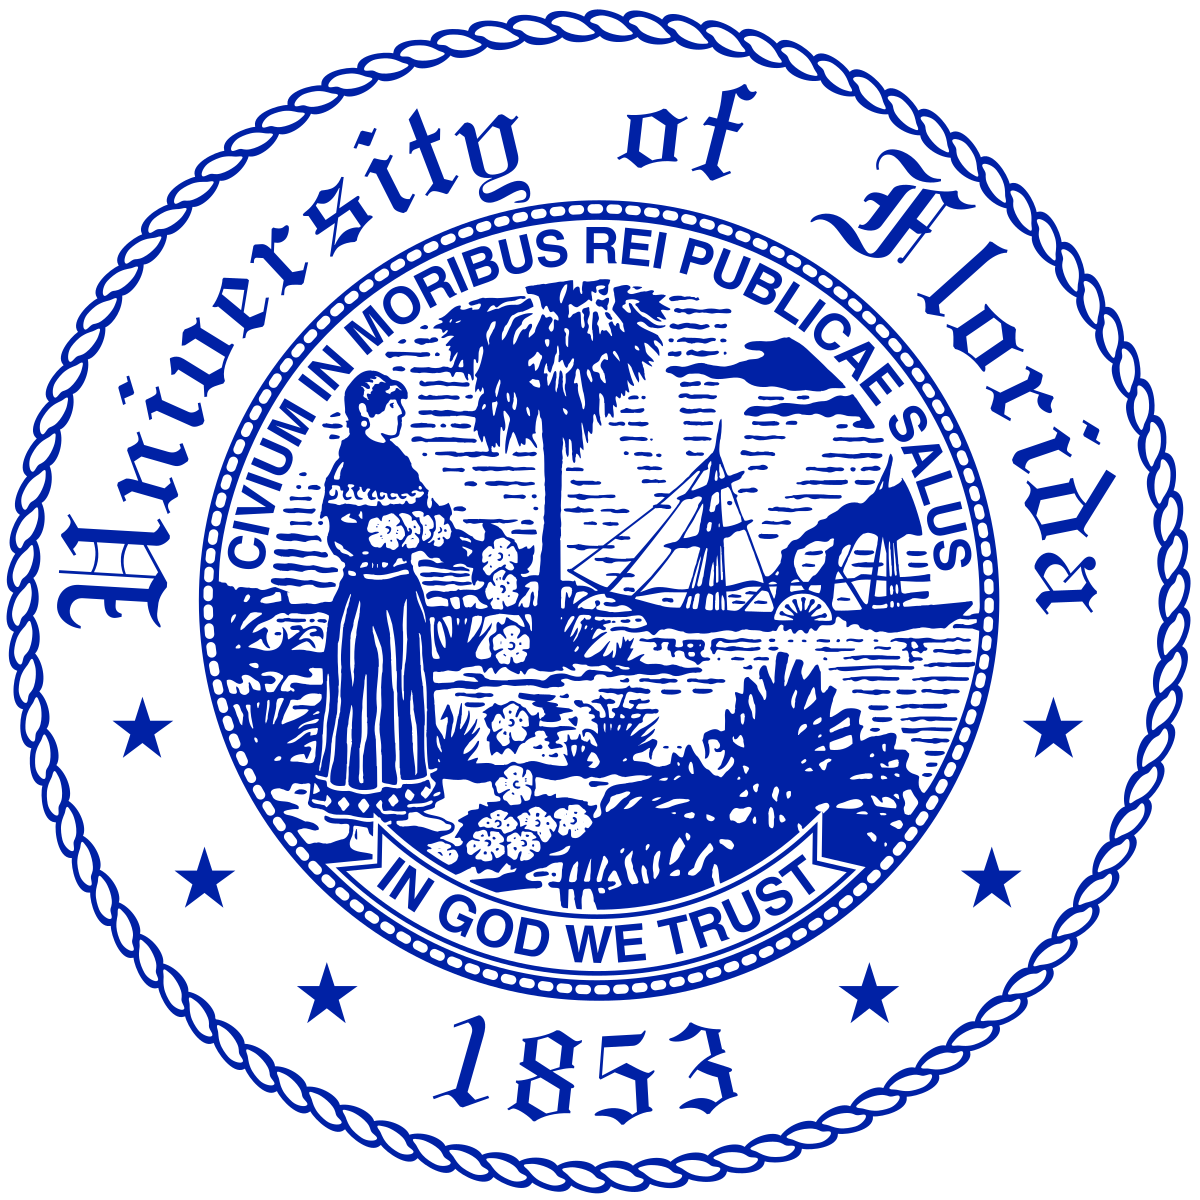 University of Florida
CIVIUM IN MORIBUS REI PUBLICAE SALUS
IN GOD WE TRUST
1853